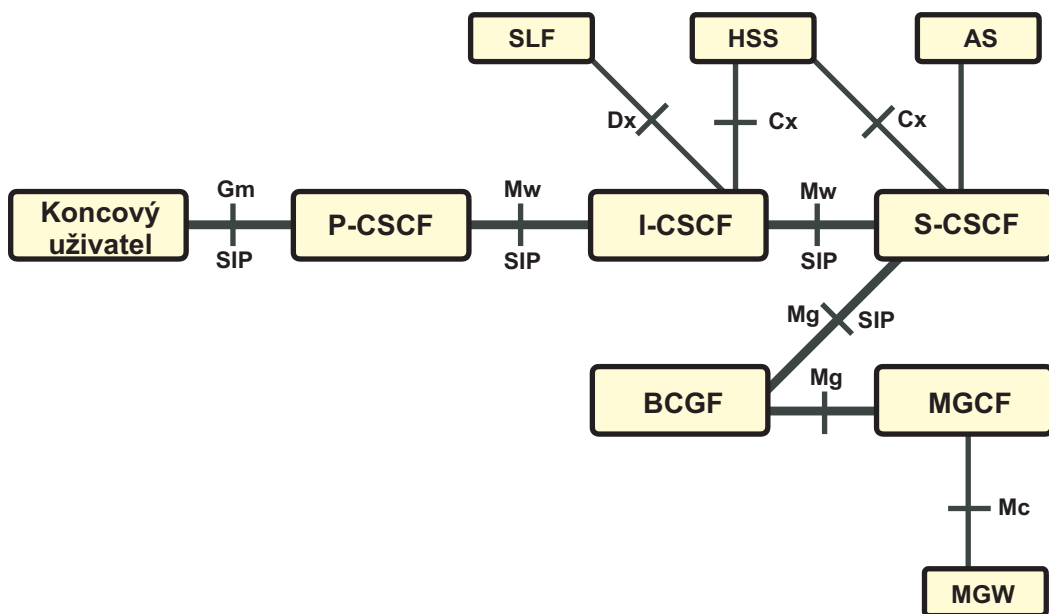 SLF
HSS
AS
Dx
Cx
Cx
Koncový
uživatel
Gm
SIP
P-CSCF
Mw
SIP
I-CSCF
Mw
SIP
S-CSCF
Mg
SIP
BCGF
Mg
MGCF
Mc
MGW